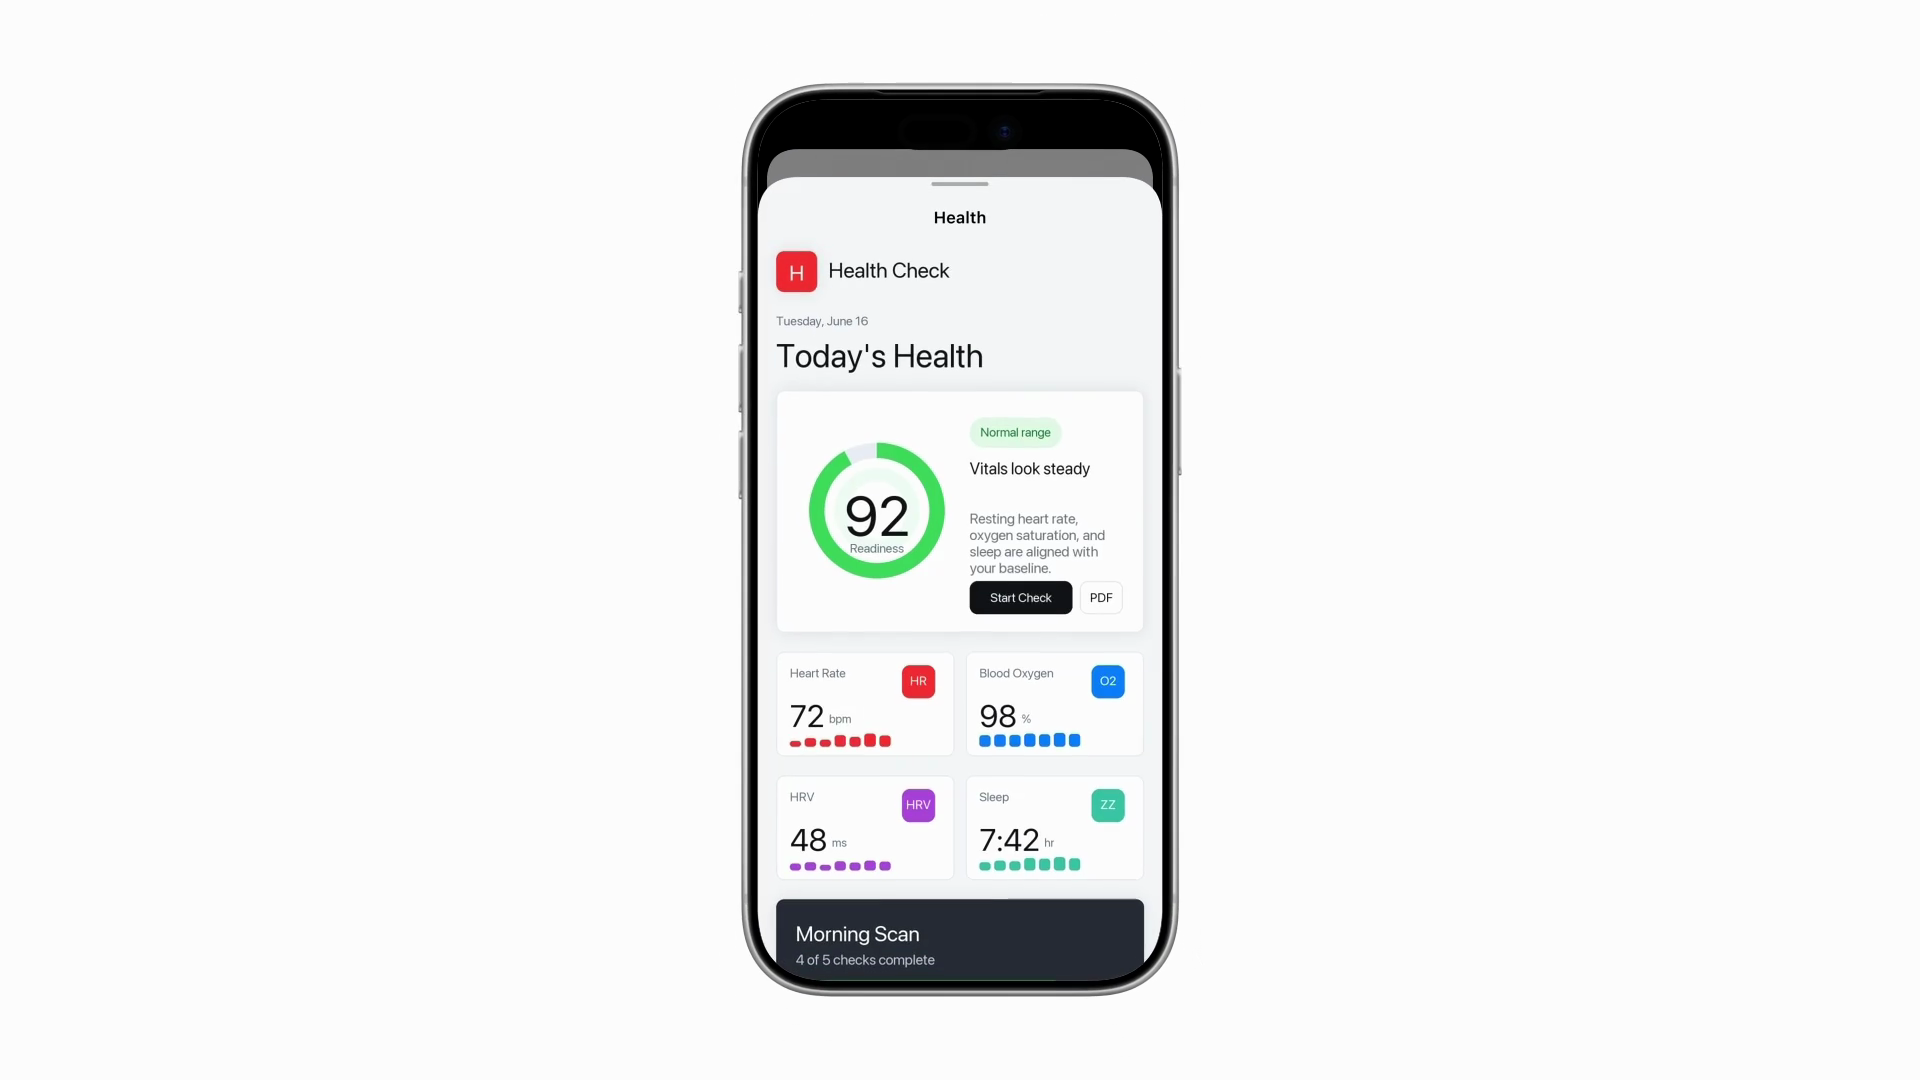 Health
H
Health Check
Tuesday, June 16
Today's Health
92
Readiness
Normal range
Vitals look steady
Resting heart rate,
oxygen saturation, and
sleep are aligned with
your baseline.
Start Check
PDF
Heart Rate
HR
72 bpm
Blood Oxygen
O2
98 %
HRV
HRV
48 ms
Sleep
ZZ
7:42 hr
Morning Scan
4 of 5 checks complete